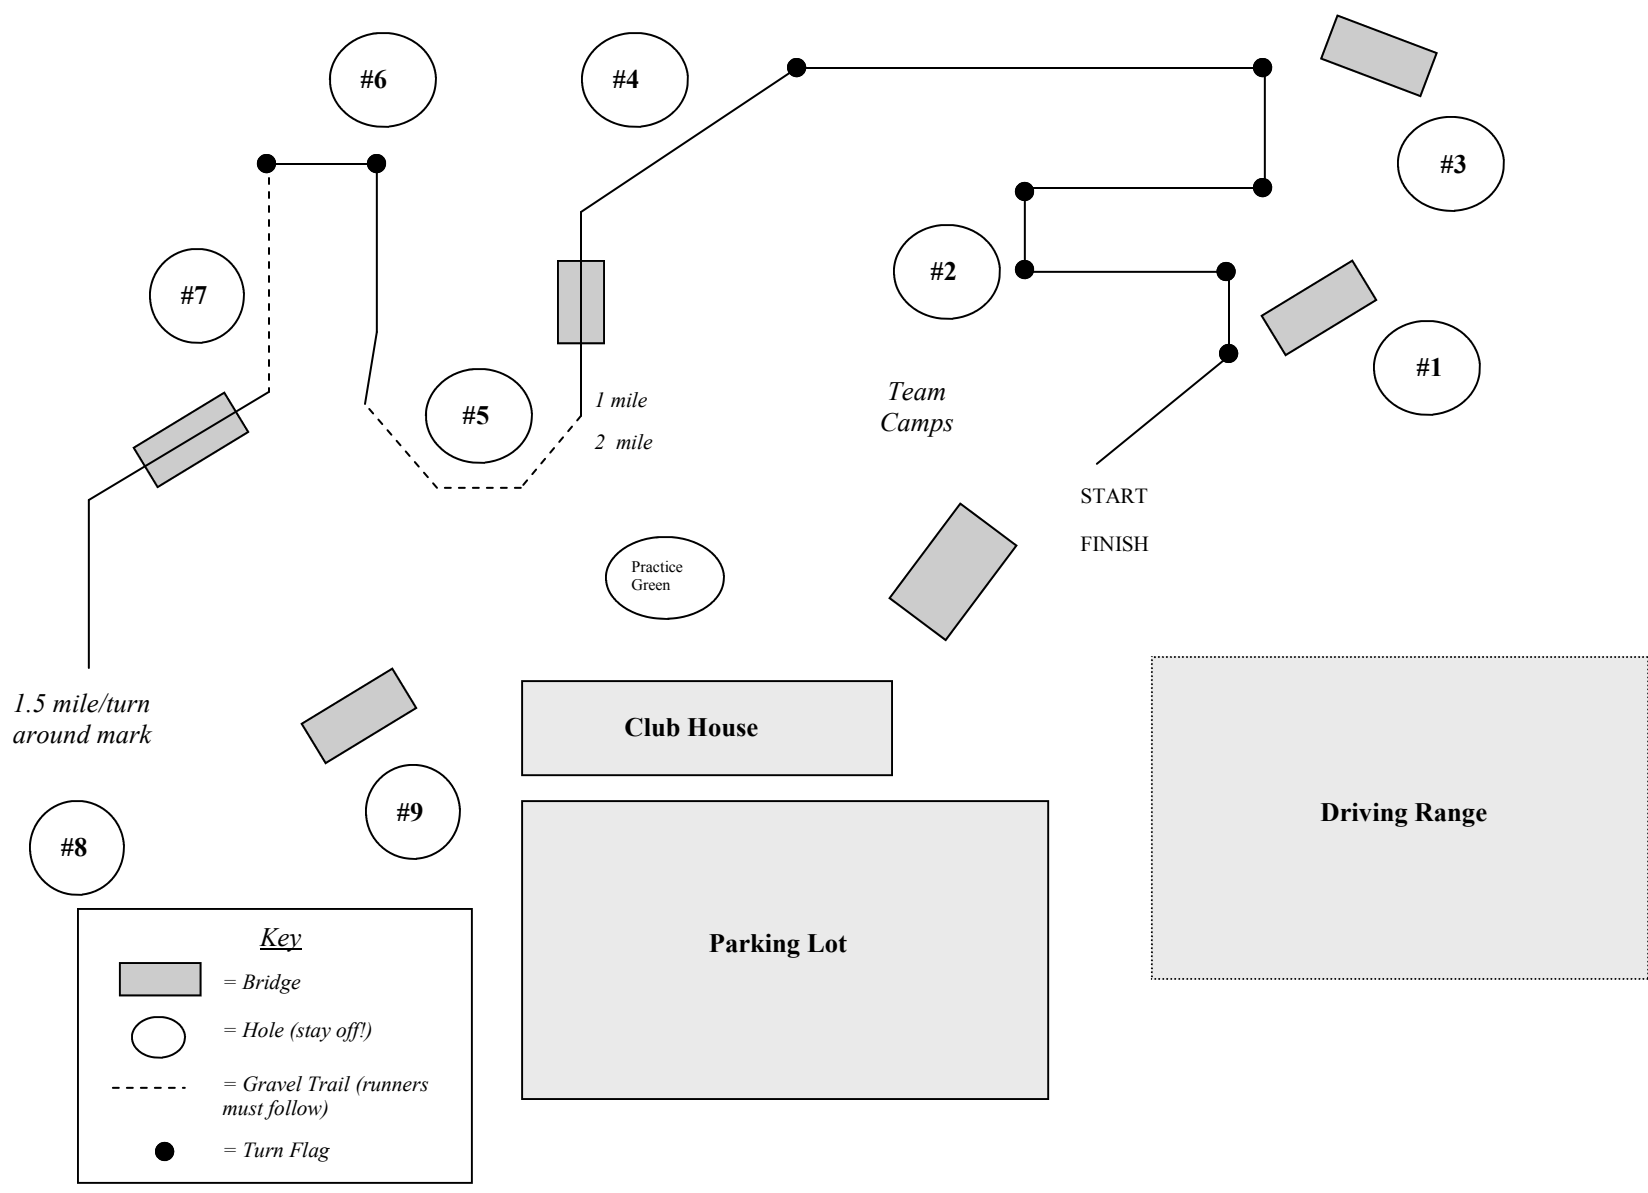 #6
#4
#3
#7
#2
#1
#5
1 mile
2 mile
Team
Camps
START
FINISH
Practice
Green
1.5 mile/turn
around mark
Club House
#9
#8
Driving Range
Parking Lot
Key
= Bridge
= Hole (stay off!)
= Gravel Trail (runners
must follow)
= Turn Flag